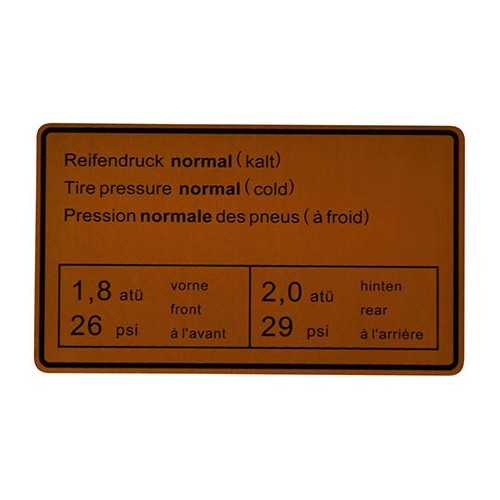 Reifendruck normal (kalt)
Tire pressure normal (cold)
Pression normale des pneus (à froid)
1,8 atü vorne
front
26 psi à l'avant
2,0 atü hinten
rear
29 psi à l'arrière